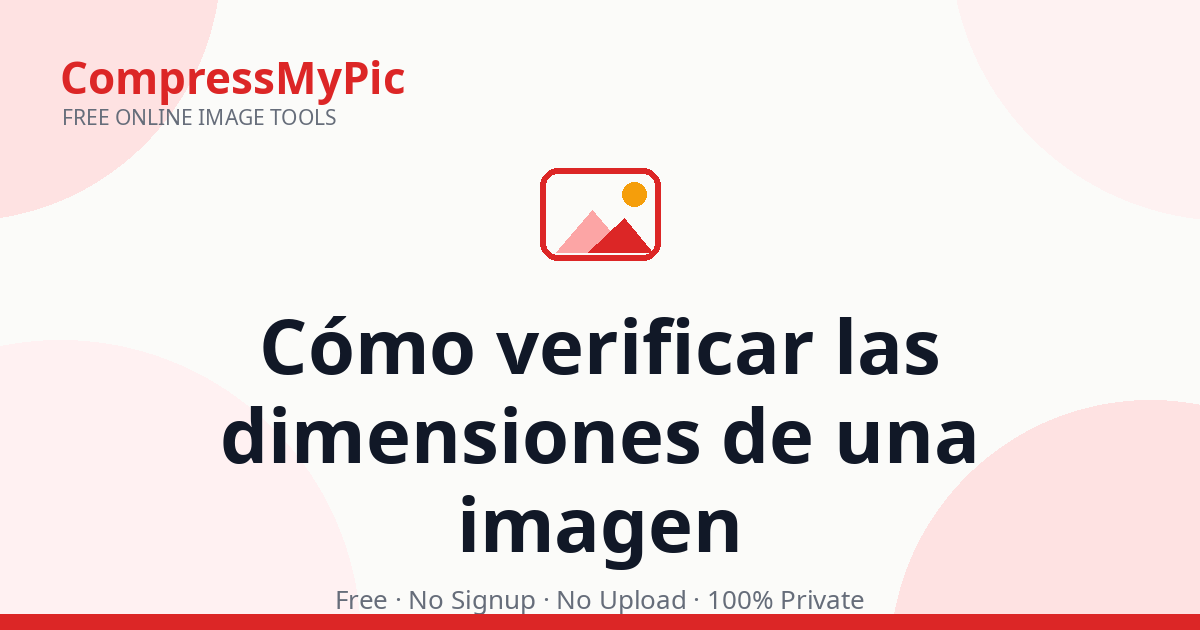 CompressMyPic
FREE ONLINE IMAGE TOOLS
Cómo verificar las
dimensiones de una
imagen
Free · No Signup · No Upload · 100% Private